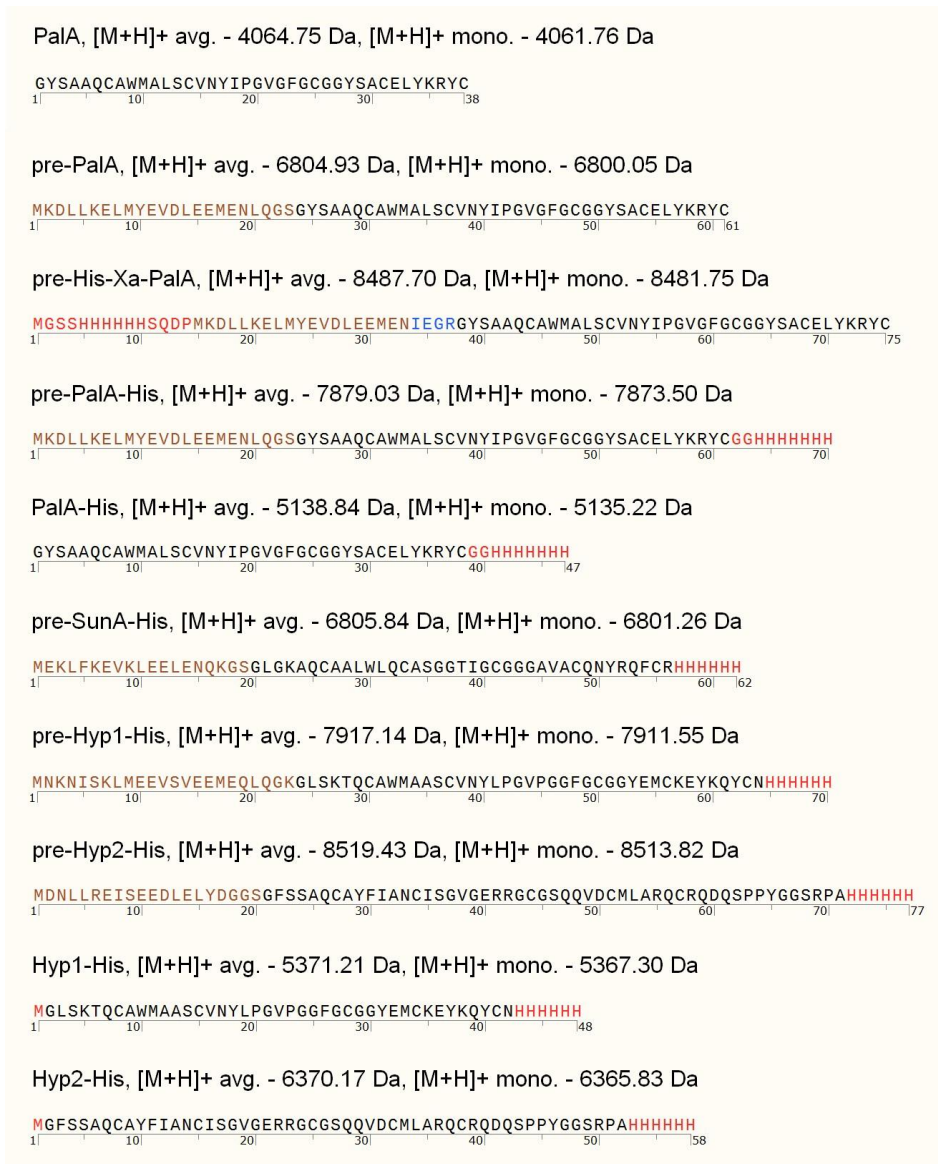 PalA, [M+H]+ avg. - 4064.75 Da, [M+H]+ mono. - 4061.76 Da
GYSAAQCAWMALSCVNYIPGVGFGCGGYSACELYKRYC
1 10 20 30 38
pre-PalA, [M+H]+ avg. - 6804.93 Da, [M+H]+ mono. - 6800.05 Da
MKDLLKELMYEVDLEEMENLQGSGYSAAQCAWMALSCVNYIPGVGFGCGGYSACELYKRYC
1 10 20 30 40 50 60 61
pre-His-Xa-PalA, [M+H]+ avg. - 8487.70 Da, [M+H]+ mono. - 8481.75 Da
MGSSHHHHHHSQDPMKDLLKELMYEVDLEEMENIEGRGYSAAQCAWMALSCVNYIPGVGFGCGGYSACELYKRYC
1 10 20 30 40 50 60 70 75
pre-PalA-His, [M+H]+ avg. - 7879.03 Da, [M+H]+ mono. - 7873.50 Da
MKDLLKELMYEVDLEEMENLQGSGYSAAQCAWMALSCVNYIPGVGFGCGGYSACELYKRYCGGHHHHHHH
1 10 20 30 40 50 60 70
PalA-His, [M+H]+ avg. - 5138.84 Da, [M+H]+ mono. - 5135.22 Da
GYSAAQCAWMALSCVNYIPGVGFGCGGYSACELYKRYCGGHHHHHHH
1 10 20 30 40 47
pre-SunA-His, [M+H]+ avg. - 6805.84 Da, [M+H]+ mono. - 6801.26 Da
MEKLFKEVKLEELENQKGSGLGKAQCAALWLQCASGGTIGCGGGAVACQNYRQFCRHHHHHH
1 10 20 30 40 50 60 62
pre-Hyp1-His, [M+H]+ avg. - 7917.14 Da, [M+H]+ mono. - 7911.55 Da
MNKNISKLMEEVSVEEMEQLQGKGLSKTQCAWMAASCVNYLPGVPGGFGCGGYEMCKEYKQYCNHHHHHH
1 10 20 30 40 50 60 70
pre-Hyp2-His, [M+H]+ avg. - 8519.43 Da, [M+H]+ mono. - 8513.82 Da
MDNLLREISEEDLELYDGGSGFSSAQCAYFIANCISGVGERRGCGSQQVDCMLARQCRQDQSPPYGGSRPAHHHHHH
1 10 20 30 40 50 60 70 77
Hyp1-His, [M+H]+ avg. - 5371.21 Da, [M+H]+ mono. - 5367.30 Da
MGLSKTQCAWMAASCVNYLPGVPGGFGCGGYEMCKEYKQYCNHHHHHH
1 10 20 30 40 48
Hyp2-His, [M+H]+ avg. - 6370.17 Da, [M+H]+ mono. - 6365.83 Da
MGFSSAQCAYFIANCISGVGERRGCGSQQVDCMLARQCRQDQSPPYGGSRPAHHHHHH
1 10 20 30 40 50 58